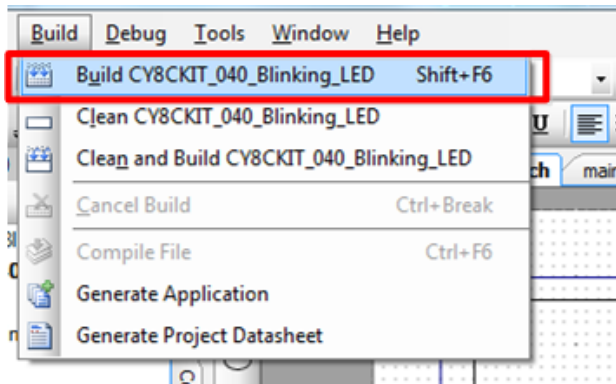 Build Debug Tools Window Help
Build CY8CKIT_040_Blinking_LED Shift+F6
Clean CY8CKIT_040_Blinking_LED
U
Clean and Build CY8CKIT_040_Blinking_LED
Cancel Build Ctrl+Break
Compile File Ctrl+F6
Generate Application
Generate Project Datasheet